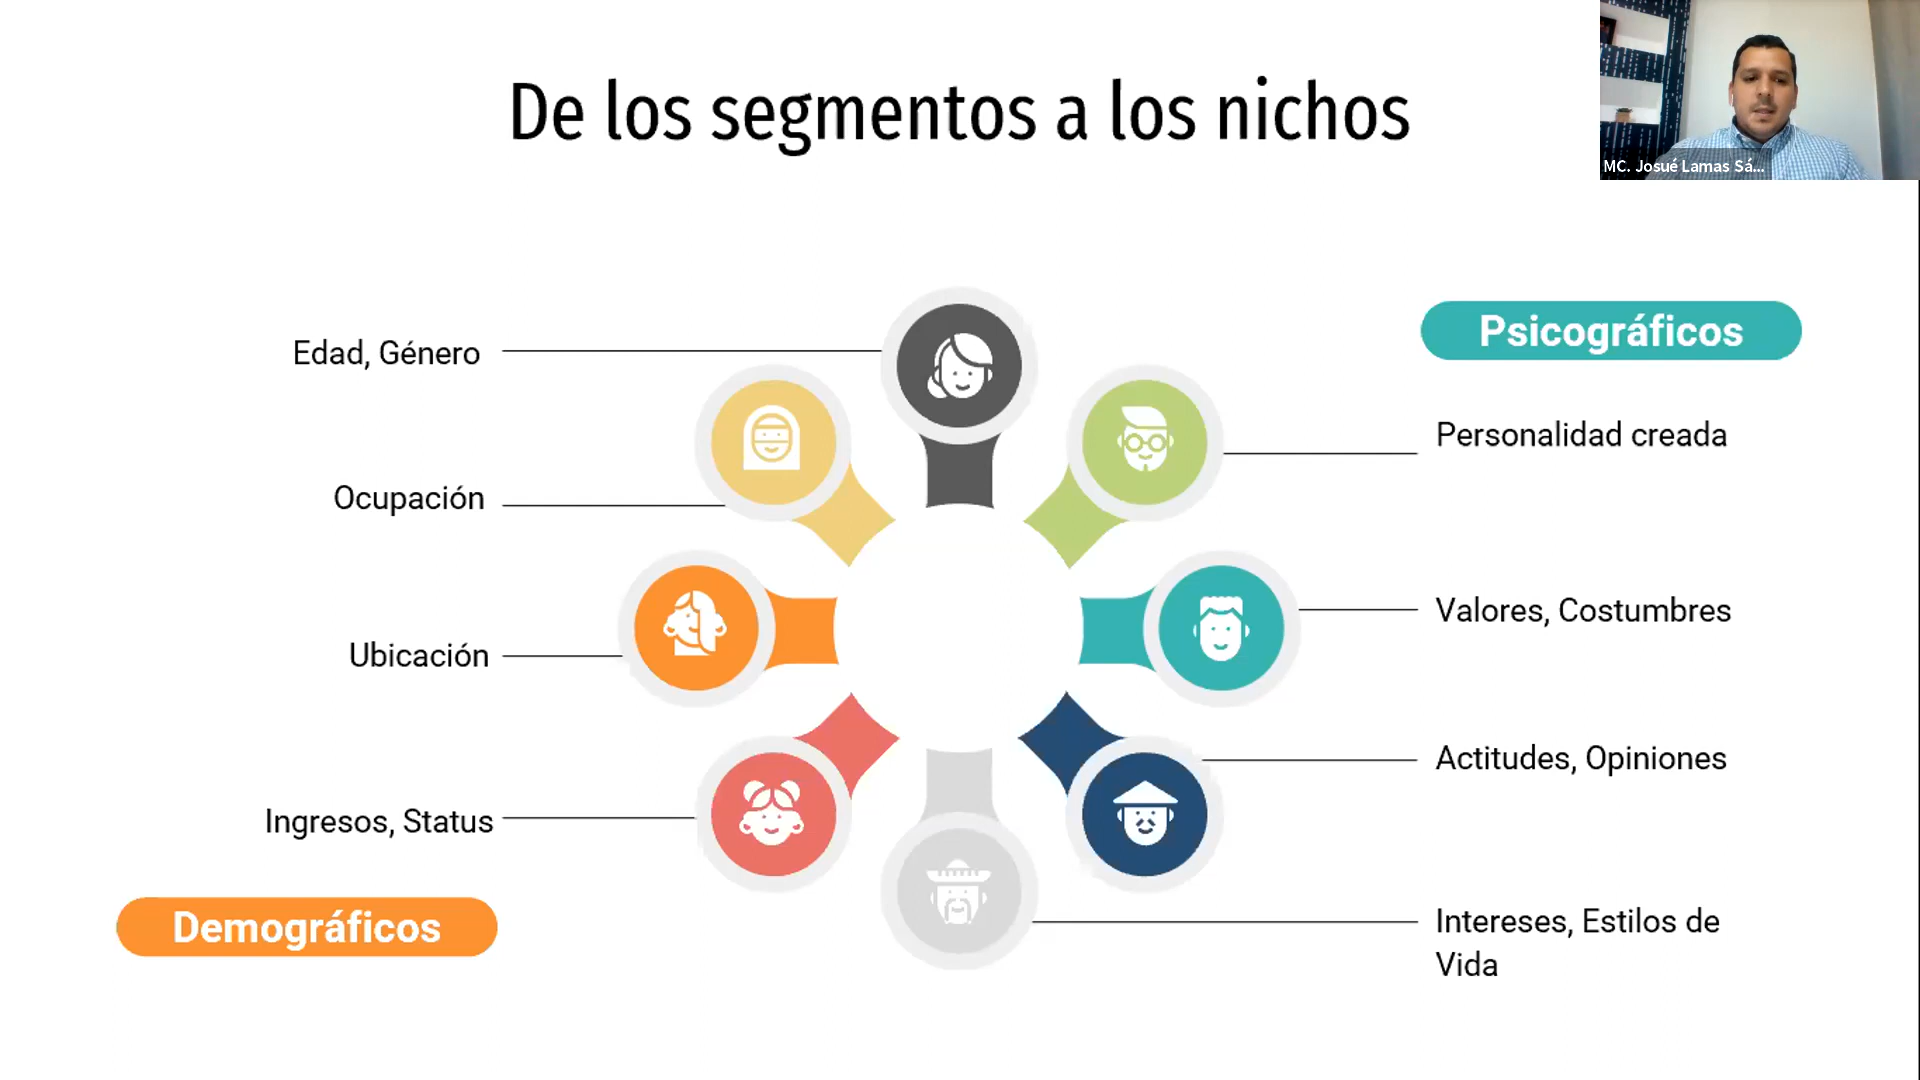 De los segmentos a los nichos
MC. Josué Lamas Sá...
Edad, Género
Ocupación
Ubicación
Ingresos, Status
Demográficos
Psicográficos
Personalidad creada
Valores, Costumbres
Actitudes, Opiniones
Intereses, Estilos de
Vida